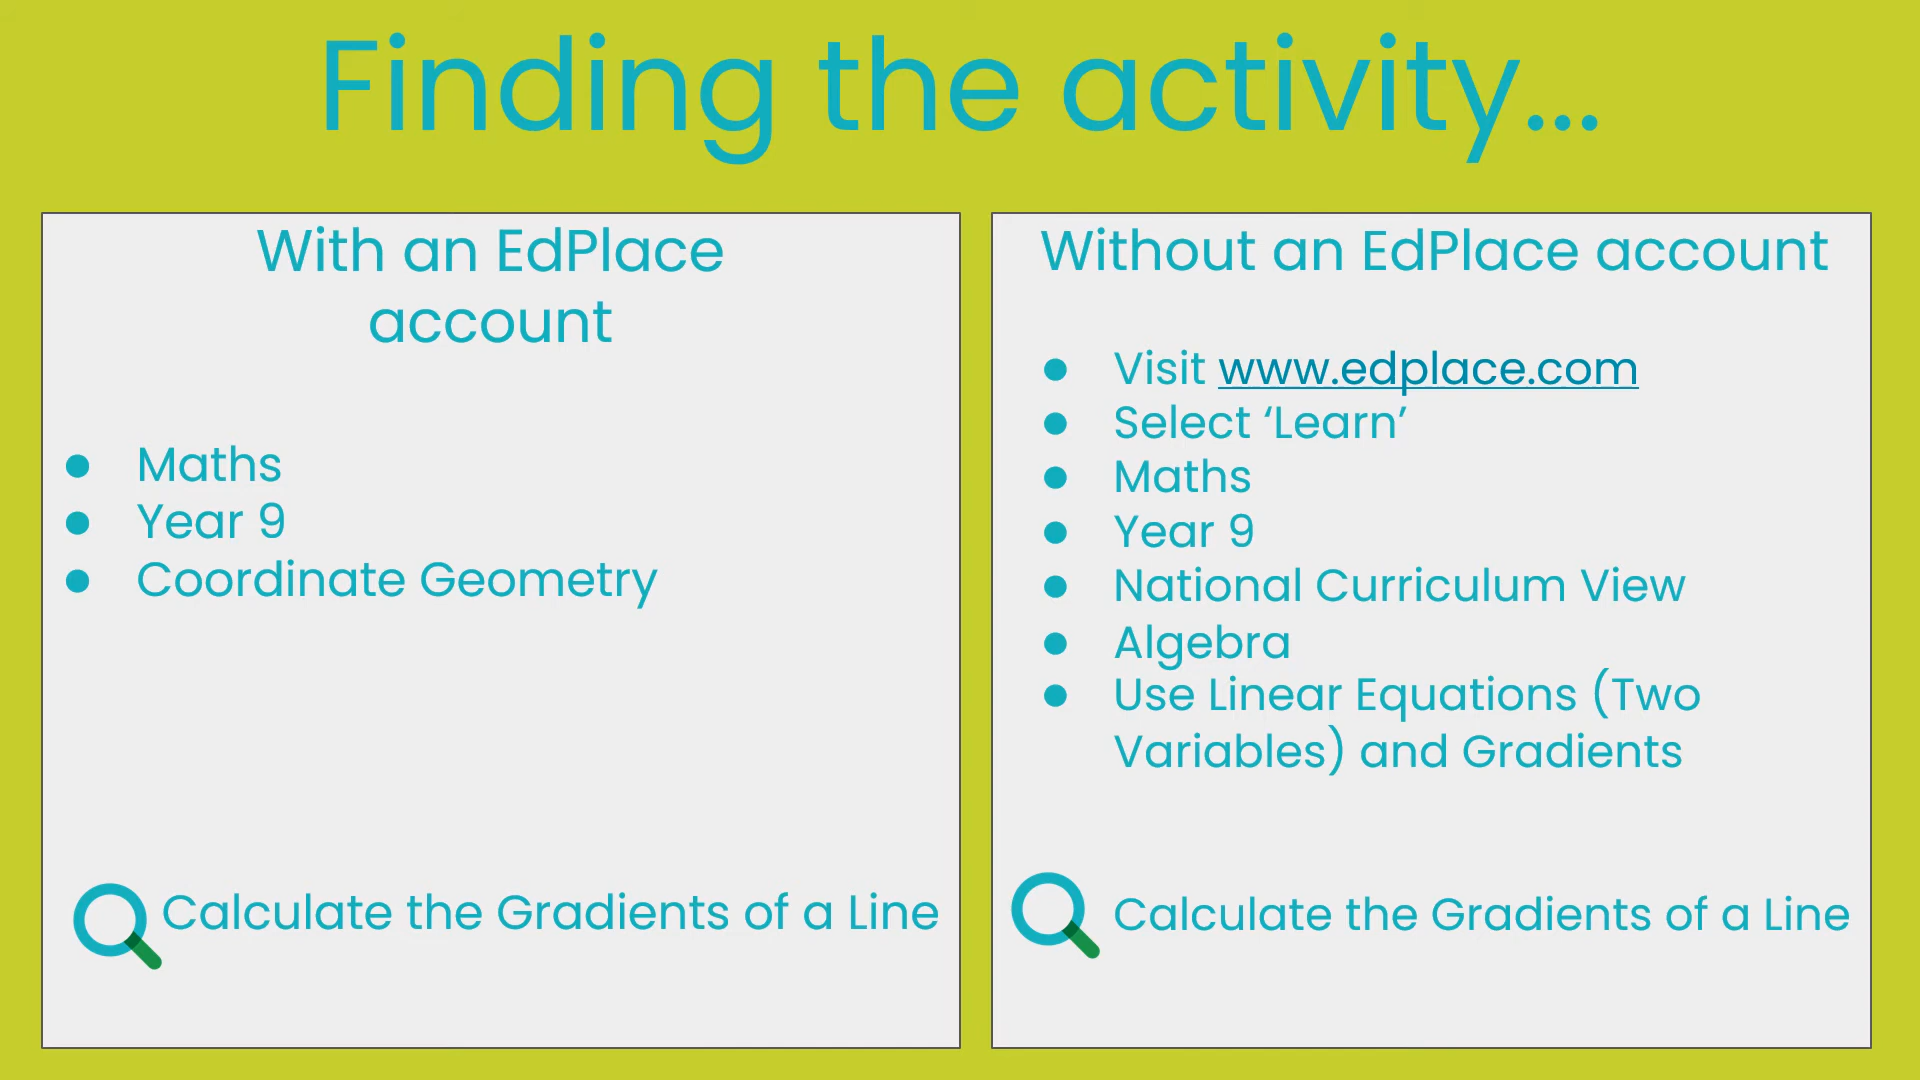 Finding the activity...
With an EdPlace
account
• Maths
• Year 9
• Coordinate Geometry
Calculate the Gradients of a Line
Without an EdPlace account
• Visit www.edplace.com
• Select ‘Learn’
• Maths
• Year 9
• National Curriculum View
• Algebra
• Use Linear Equations (Two
Variables) and Gradients
Calculate the Gradients of a Line